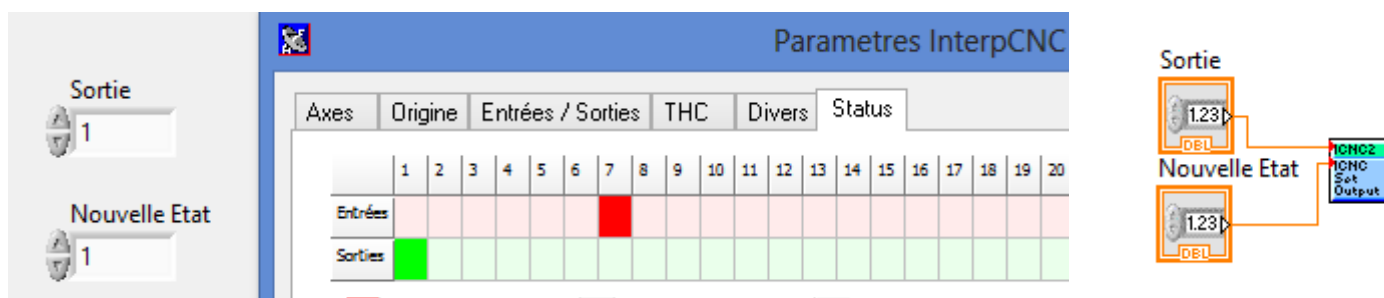 Sortie
1
Nouvelle Etat
1
Parametres InterpCNC
Axes Origine Entrées / Sorties THC Divers Status
1 2 3 4 5 6 7 8 9 10 11 12 13 14 15 16 17 18 19 20
Entrées
Sorties
Sortie
1.23
DBL
Nouvelle Etat
1.23
DBL
ICNC2
ICNC
Set
Output